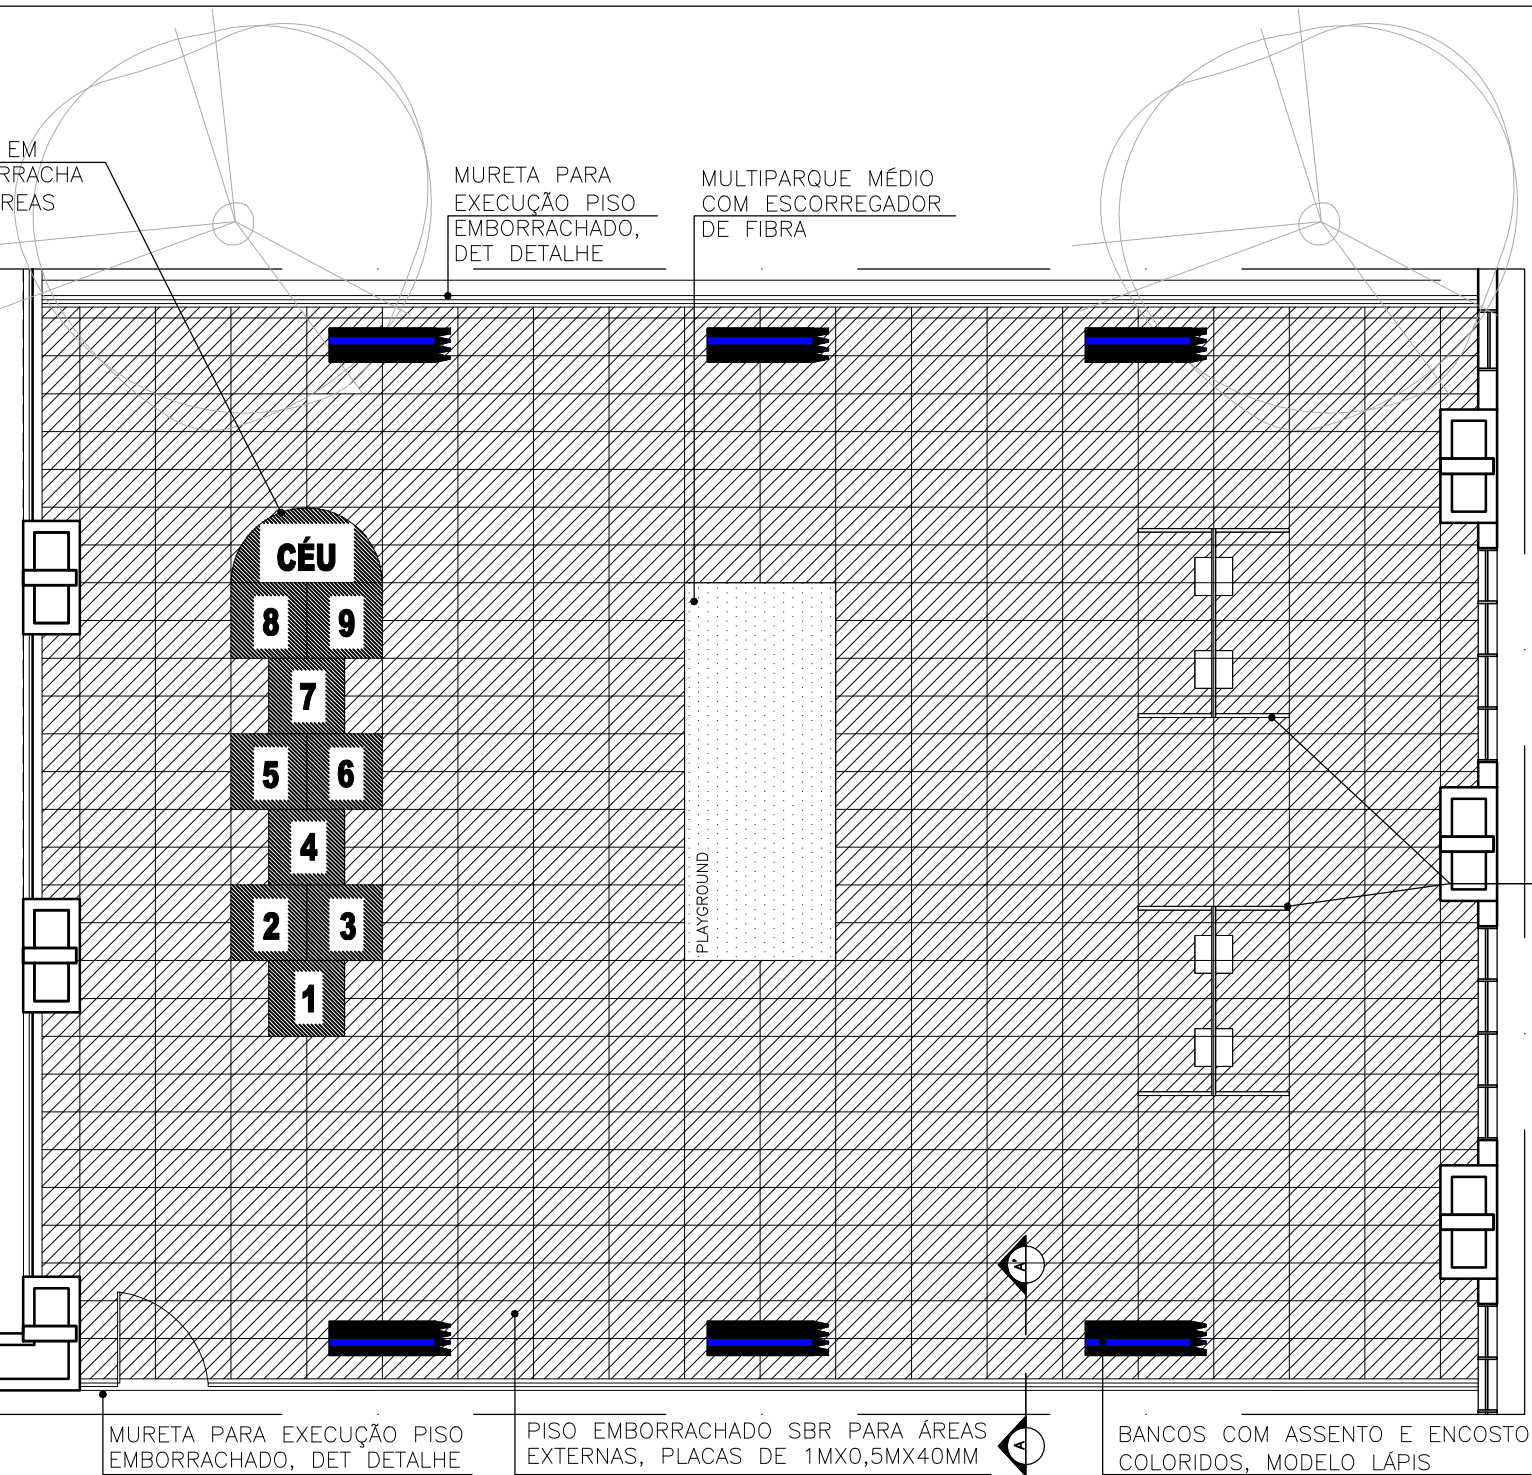 EM
RRACHA
REAS
MURETA PARA
EXECUÇÃO PISO
EMBORRACHADO,
DET DETALHE
MULTIPARQUE MÉDIO
COM ESCORREGADOR
DE FIBRA
CÉU
8 9
7
5 6
4
2 3
1
PLAYGROUND
A'
A
MURETA PARA EXECUÇÃO PISO
EMBORRACHADO, DET DETALHE
PISO EMBORRACHADO SBR PARA ÁREAS
EXTERNAS, PLACAS DE 1MX0,5MX40MM
BANCOS COM ASSENTO E ENCOSTO
COLORIDOS, MODELO LÁPIS